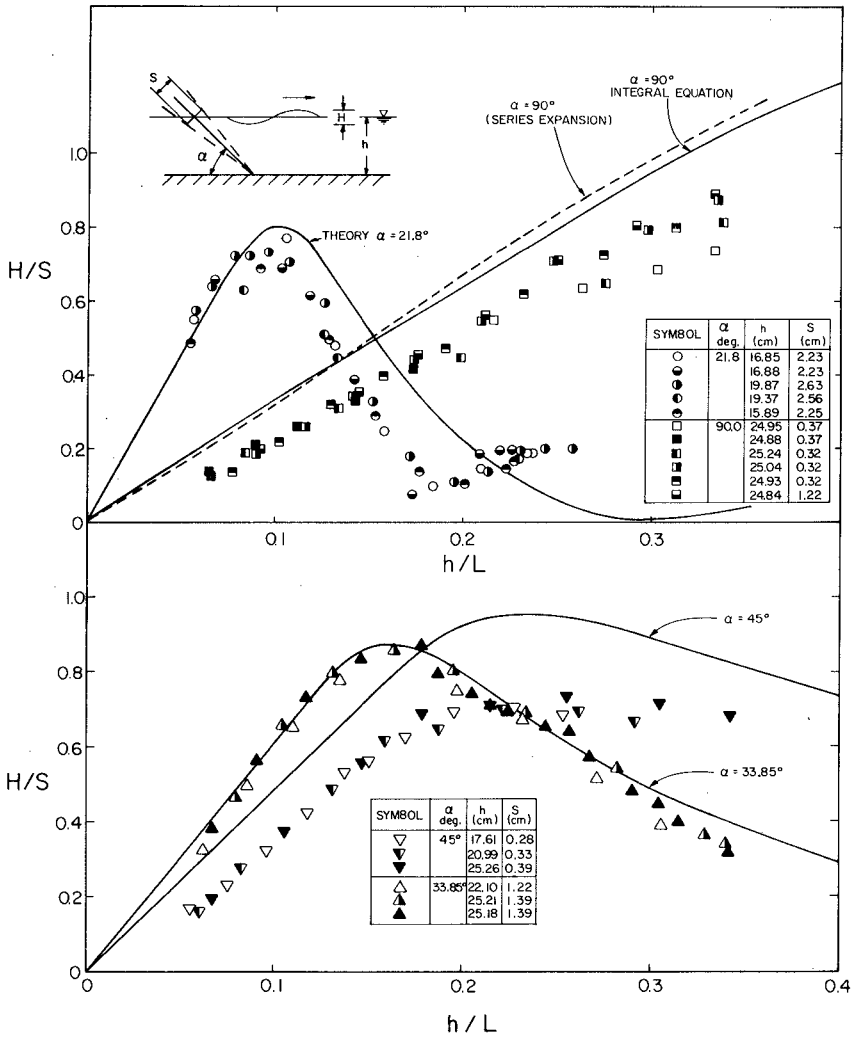 S
α
H
h
α = 90°
(SERIES EXPANSION)
α = 90°
INTEGRAL EQUATION
THEORY α = 21.8°
H/S
1.0
0.8
0.6
0.4
0.2
0
0.1
0.2
0.3
h/L
SYMBOL α deg. h (cm) S (cm)
21.8 16.85 2.23
16.88 2.23
19.87 2.63
19.37 2.56
15.89 2.25
90.0 24.95 0.37
24.88 0.37
25.24 0.32
25.04 0.32
24.93 0.32
24.84 1.22
H/S
1.0
0.8
0.6
0.4
0.2
0
α = 45°
α = 33.85°
SYMBOL α deg. h (cm) S (cm)
45° 17.61 0.28
20.99 0.33
25.26 0.39
33.85° 22.10 1.22
25.21 1.39
25.18 1.39
0
0.1
0.2
0.3
0.4
h/L